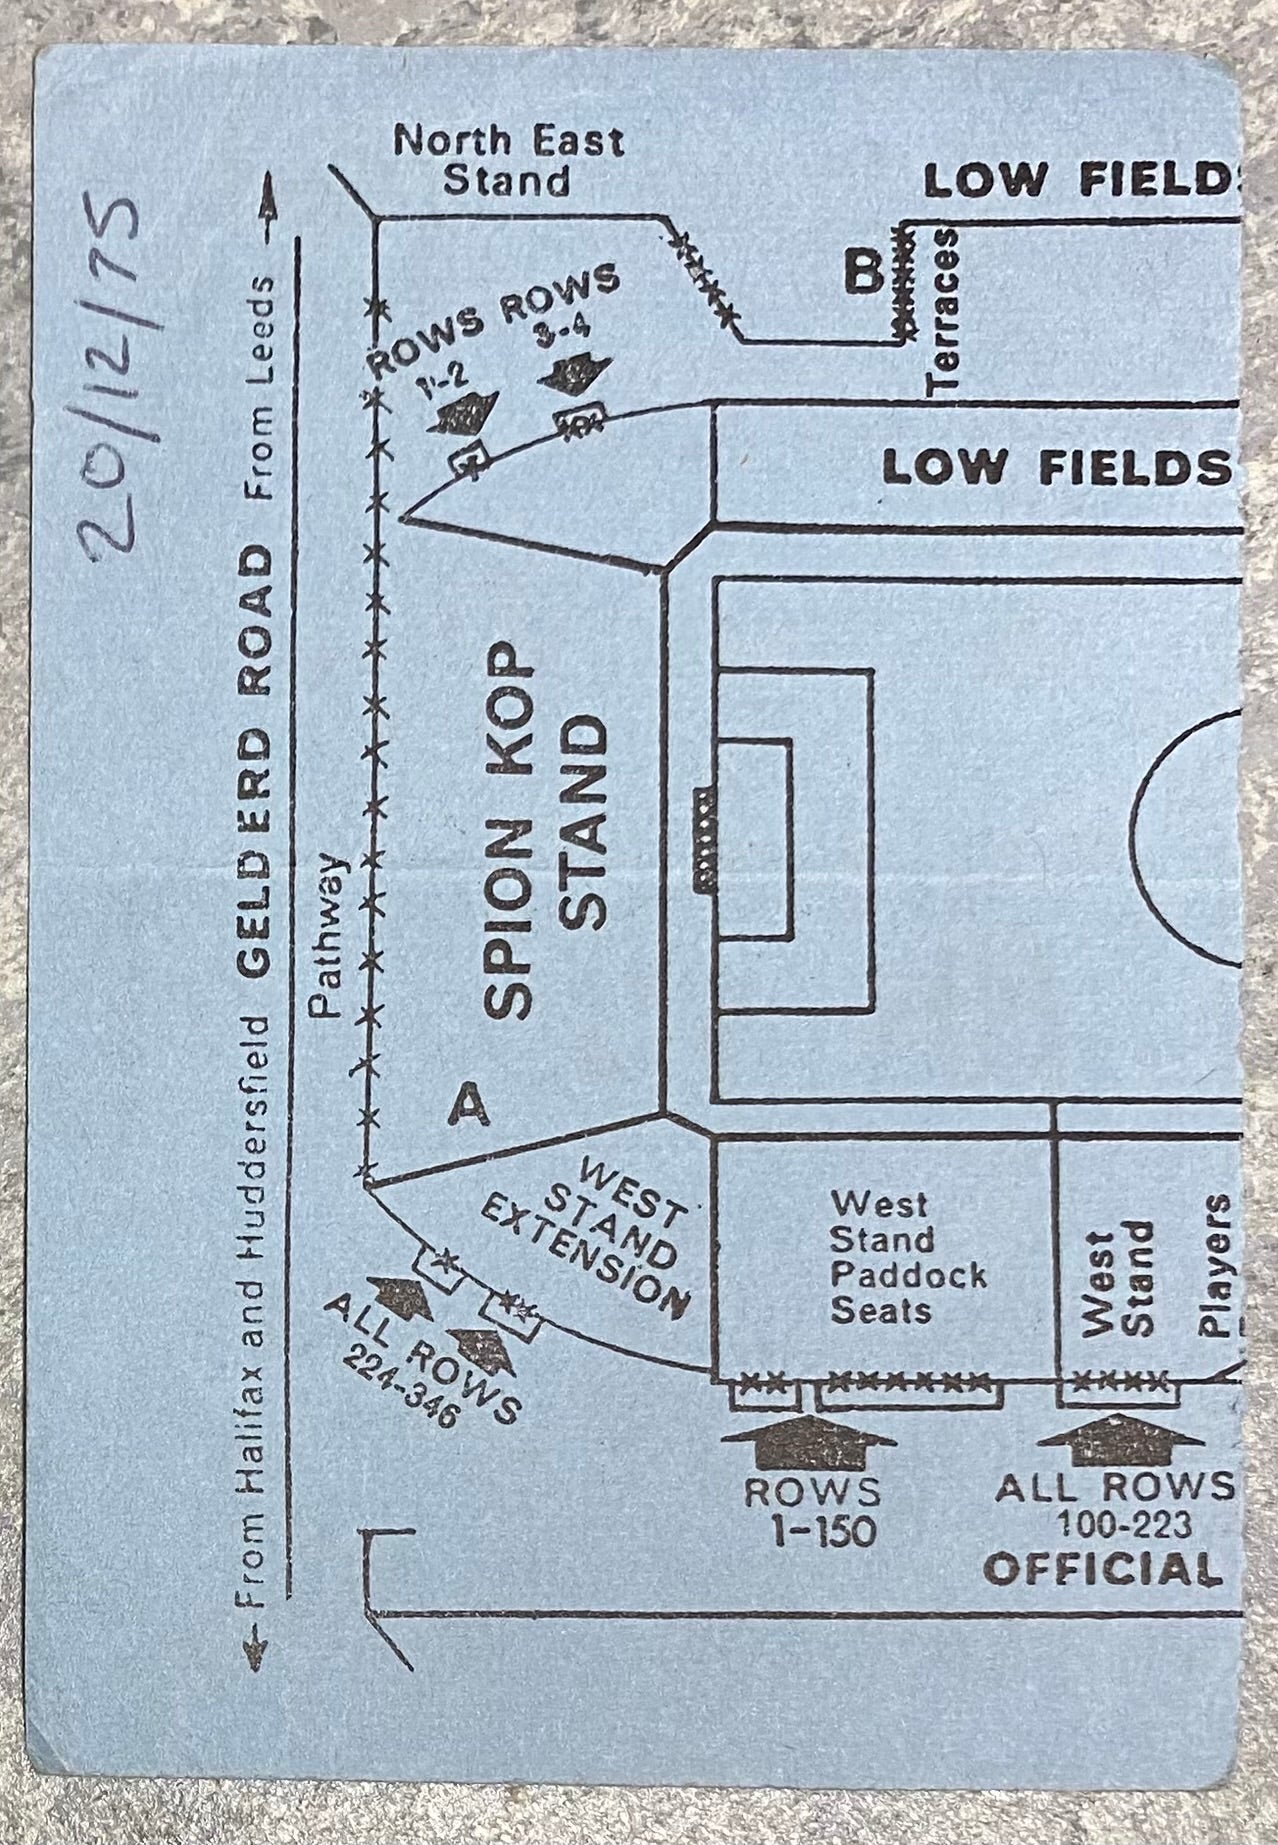 20/12/75
North East
Stand
LOW FIELDS
← From Halifax and Huddersfield GELDERD ROAD From Leeds →
B
Terraces
ROWS
1-2
ROWS
3-4
LOW FIELDS
Pathway
SPION KOP
STAND
A
WEST
STAND
EXTENSION
West
Stand
Paddock
Seats
West
Stand
Players
ALL ROWS
224-346
ROWS
1-150
ALL ROWS
100-223
OFFICIAL